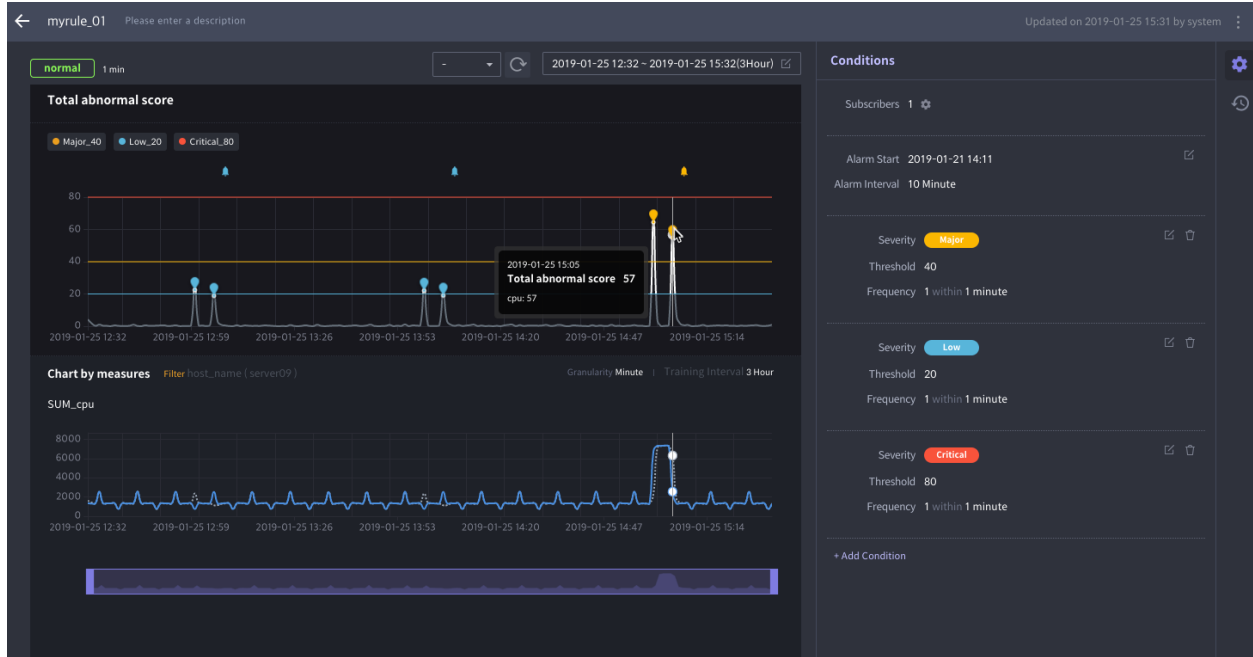 myrule_01 Please enter a description
Updated on 2019-01-25 15:31 by system
normal 1 min
-
2019-01-25 12:32 ~ 2019-01-25 15:32(3Hour)
Total abnormal score
Major_40 Low_20 Critical_80
80
60
40
20
0
2019-01-25 12:32 2019-01-25 12:59 2019-01-25 13:26 2019-01-25 13:53 2019-01-25 14:20 2019-01-25 14:47 2019-01-25 15:14
2019-01-25 15:05
Total abnormal score 57
cpu: 57
Chart by measures Filter host_name ( server09 )
Granularity Minute | Training Interval 3 Hour
SUM_cpu
8000
6000
4000
2000
0
2019-01-25 12:32 2019-01-25 12:59 2019-01-25 13:26 2019-01-25 13:53 2019-01-25 14:20 2019-01-25 14:47 2019-01-25 15:14
Conditions
Subscribers 1
Alarm Start 2019-01-21 14:11
Alarm Interval 10 Minute
Severity Major
Threshold 40
Frequency 1 within 1 minute
Severity Low
Threshold 20
Frequency 1 within 1 minute
Severity Critical
Threshold 80
Frequency 1 within 1 minute
+ Add Condition